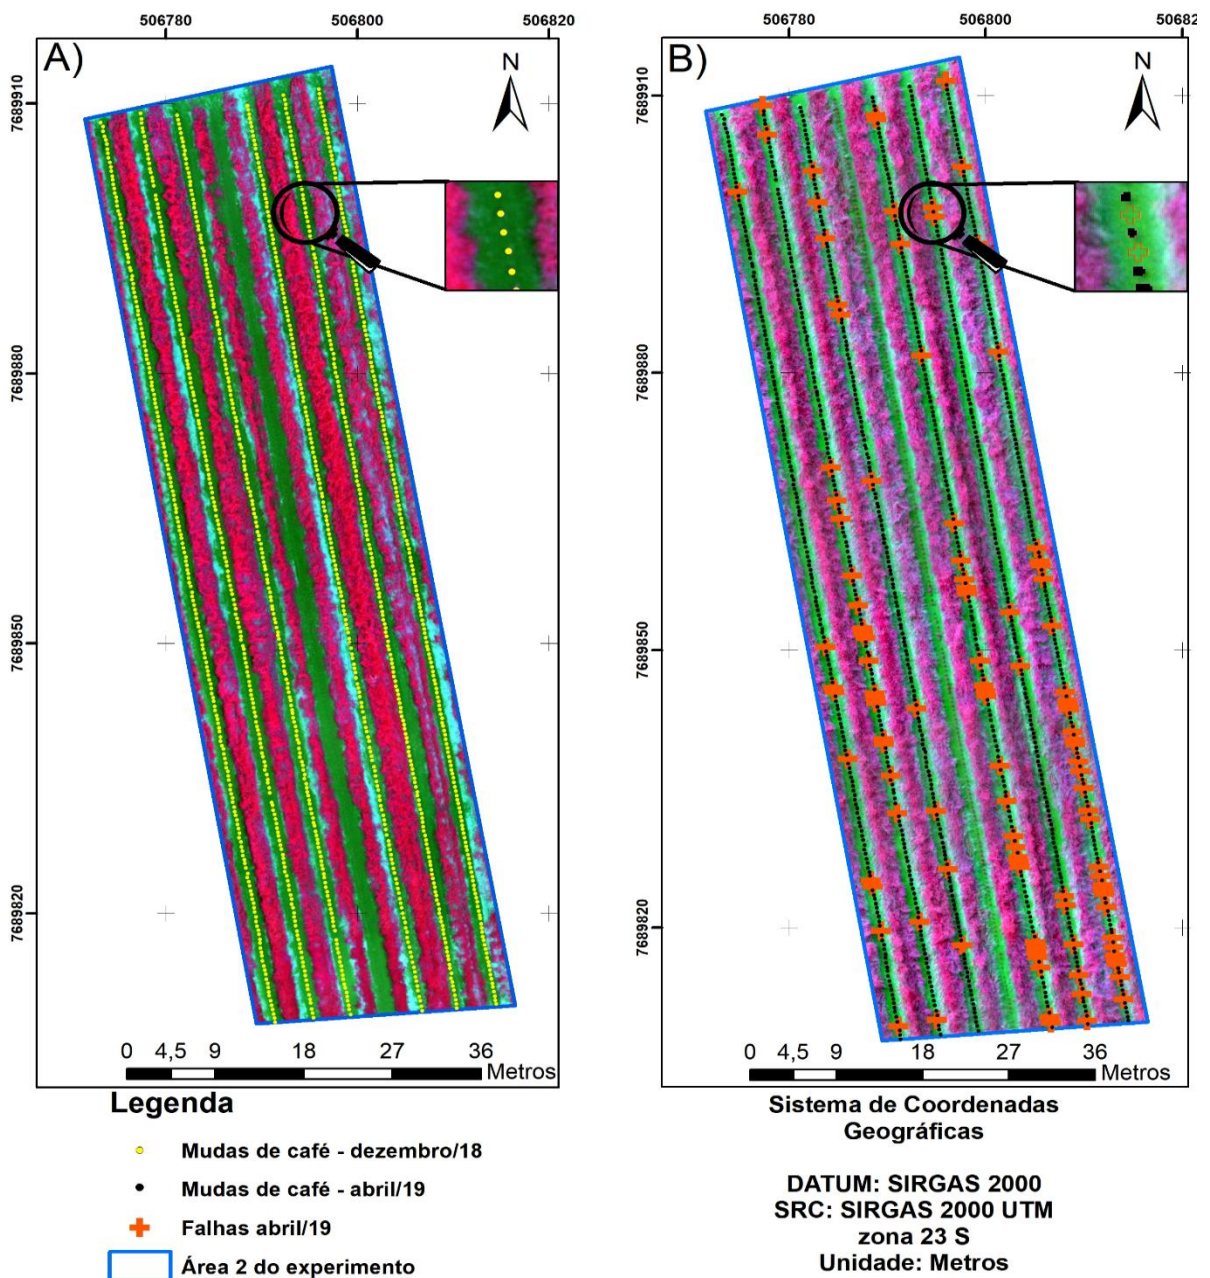 506780 506800 506820
A)
N
7689910
7689880
7689850
7689820
0 4,5 9 18 27 36
Metros
506780 506800 50682
B)
N
7689910
7689880
7689850
7689820
0 4,5 9 18 27 36
Metros
Legenda
Mudas de café - dezembro/18
Mudas de café - abril/19
Falhas abril/19
Área 2 do experimento
Sistema de Coordenadas
Geográficas
DATUM: SIRGAS 2000
SRC: SIRGAS 2000 UTM
zona 23 S
Unidade: Metros